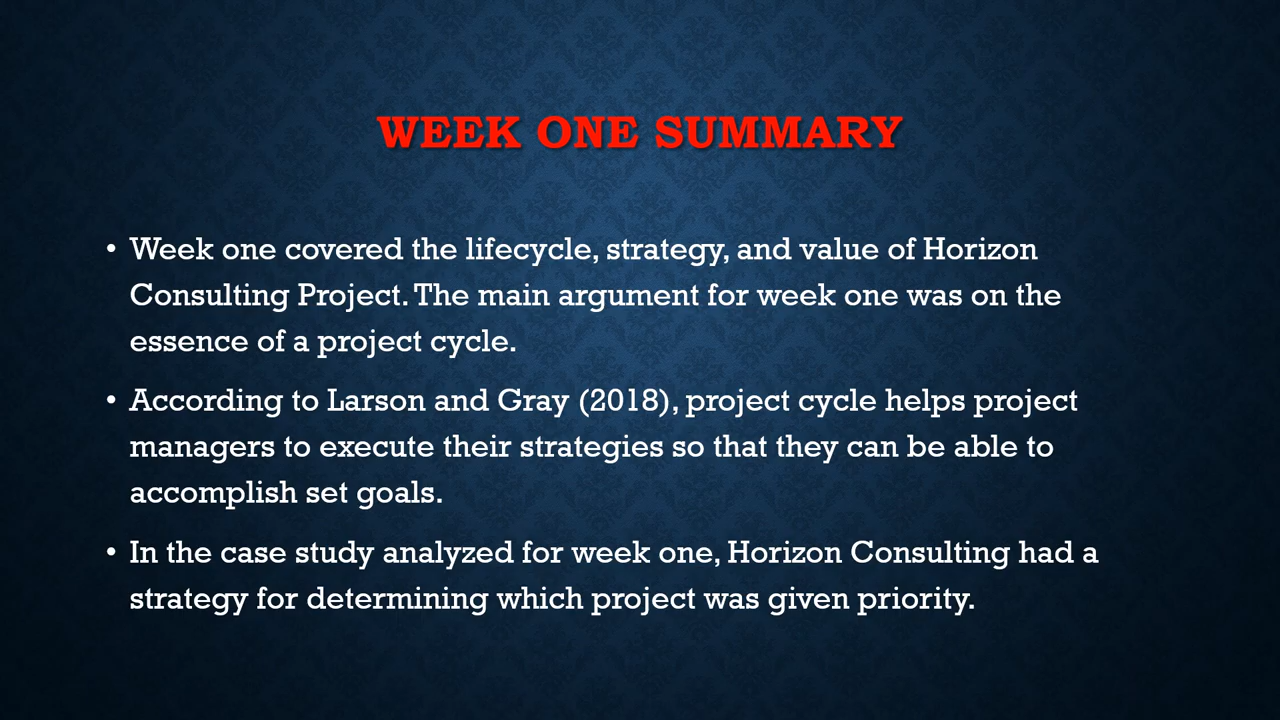 WEEK ONE SUMMARY
• Week one covered the lifecycle, strategy, and value of Horizon
Consulting Project. The main argument for week one was on the
essence of a project cycle.
• According to Larson and Gray (2018), project cycle helps project
managers to execute their strategies so that they can be able to
accomplish set goals.
• In the case study analyzed for week one, Horizon Consulting had a
strategy for determining which project was given priority.